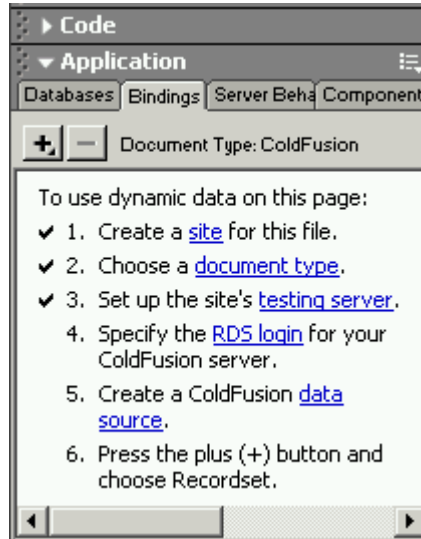 Code
Application
Databases Bindings Server Beha Component
Document Type: ColdFusion
To use dynamic data on this page:
✔ 1. Create a site for this file.
✔ 2. Choose a document type.
✔ 3. Set up the site's testing server.
4. Specify the RDS login for your
ColdFusion server.
5. Create a ColdFusion data
source.
6. Press the plus (+) button and
choose Recordset.